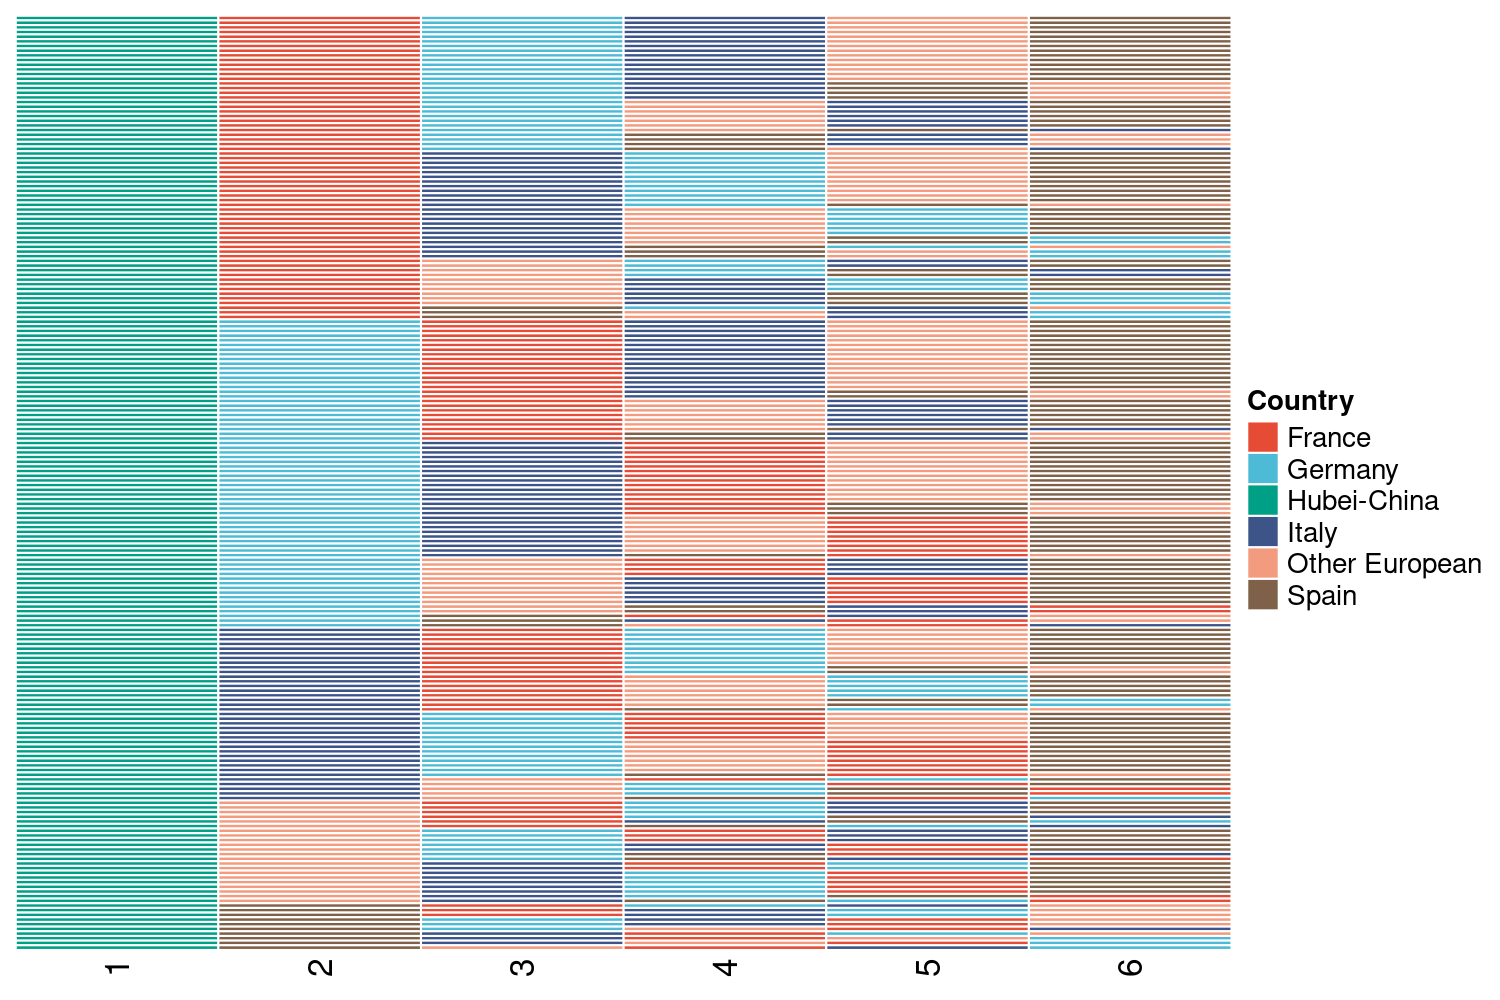 Country
France
Germany
Hubei-China
Italy
Other European
Spain
1 2 3 4 5 6